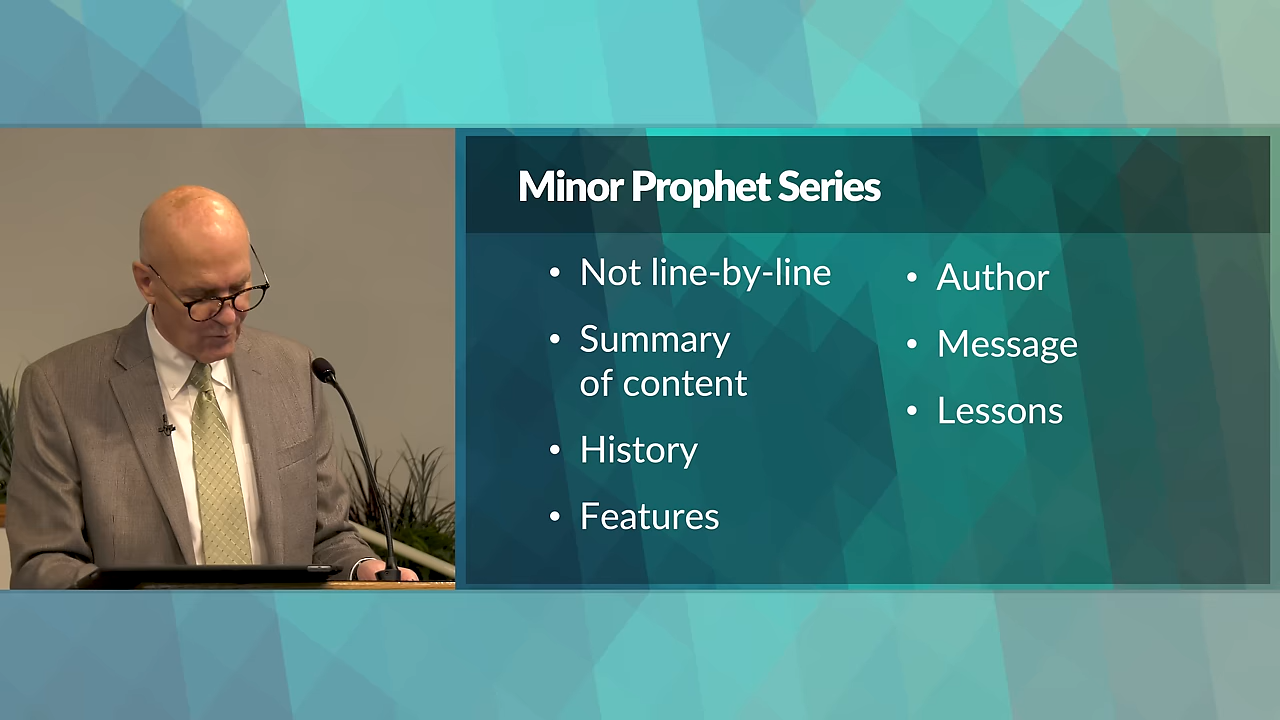 Minor Prophet Series
• Not line-by-line
• Summary
of content
• History
• Features
• Author
• Message
• Lessons